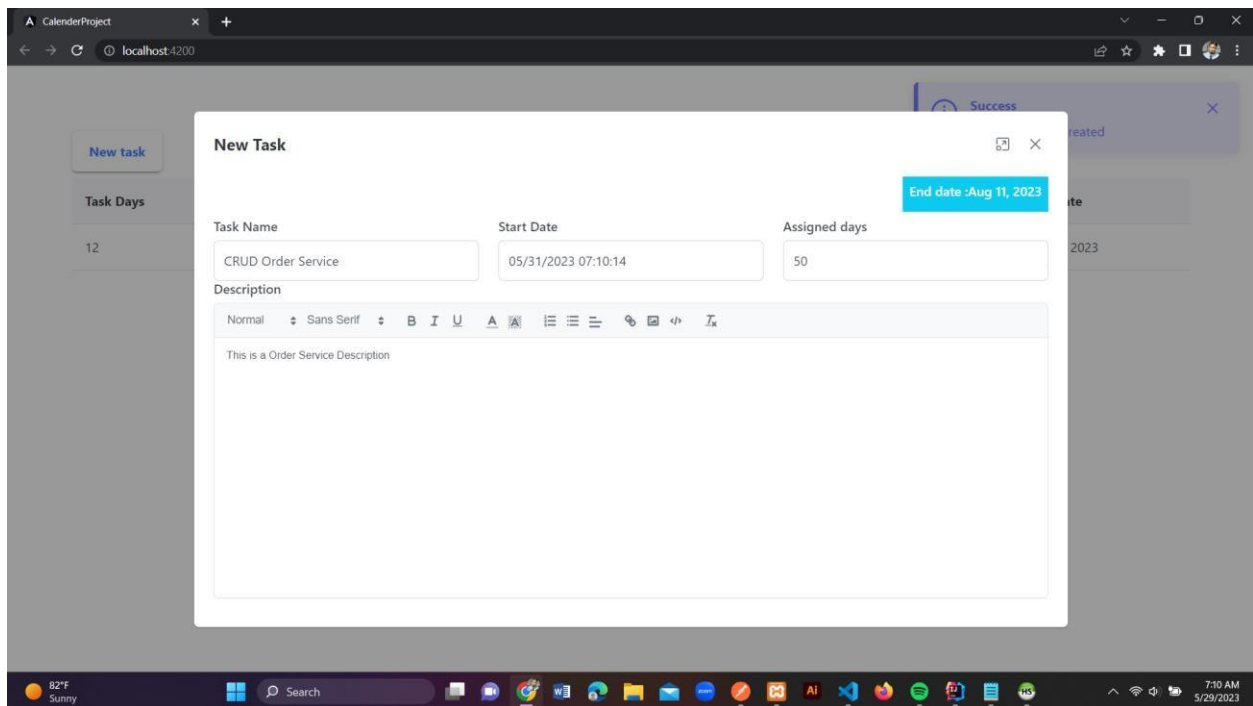 CalenderProject
localhost:4200
Success
reated
New task
New Task
End date :Aug 11, 2023
Task Days
te
Task Name
Start Date
Assigned days
12
2023
CRUD Order Service
05/31/2023 07:10:14
50
Description
Normal Sans Serif B I U A A
This is a Order Service Description
82°F
Sunny
Search
Ai
HS
7:10 AM
5/29/2023